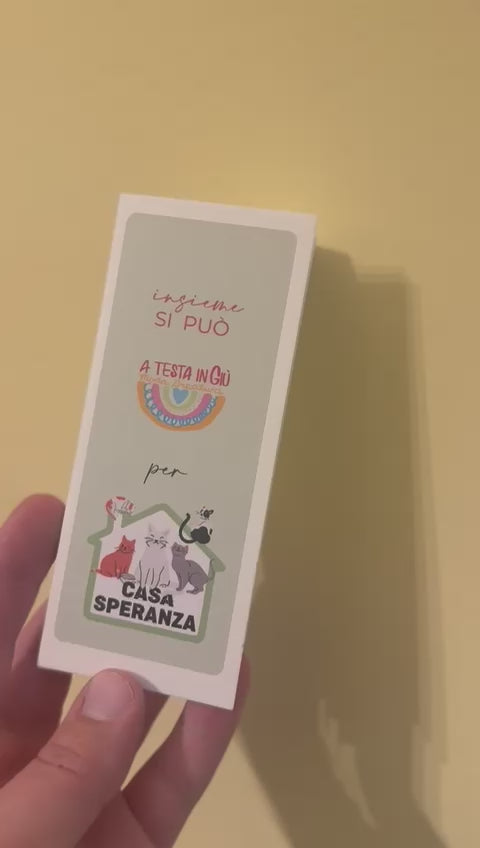 insieme
SI PUÒ
A TESTA IN GIÙ
per
CASA
SPERANZA